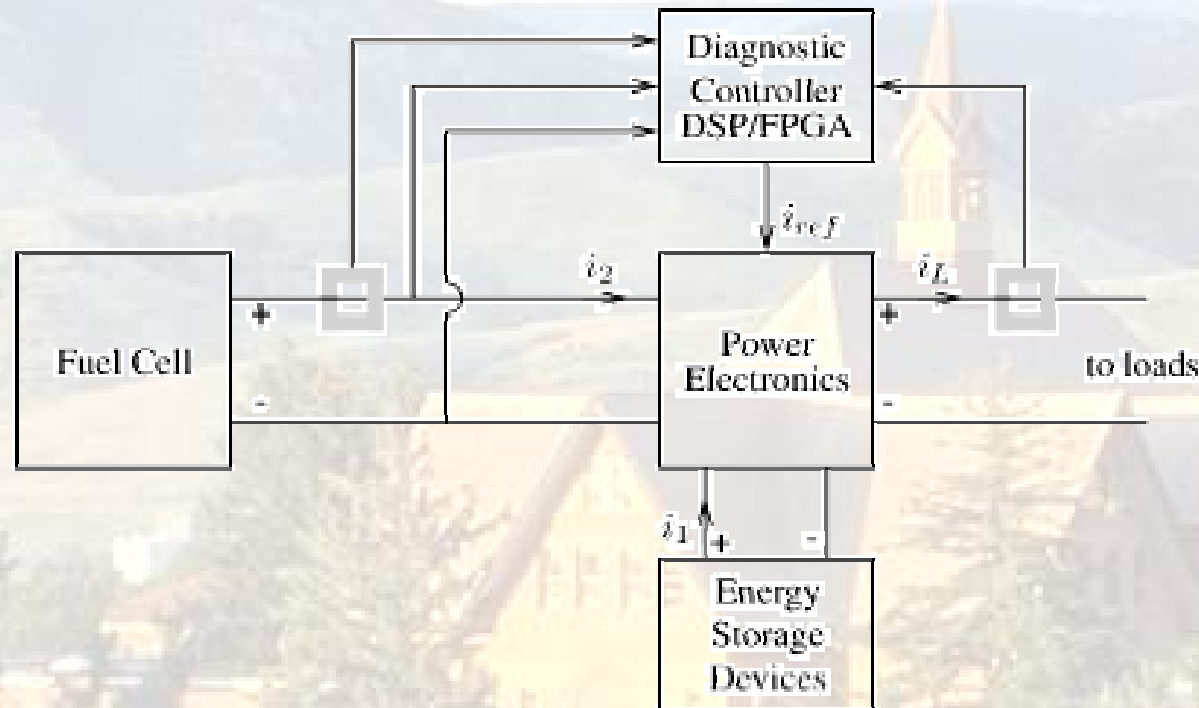 Diagnostic
Controller
DSP/FPGA
i_ref
i_2
i_L
+
+
Fuel Cell
Power
Electronics
to loads
-
-
i_1
+
-
Energy
Storage
Devices